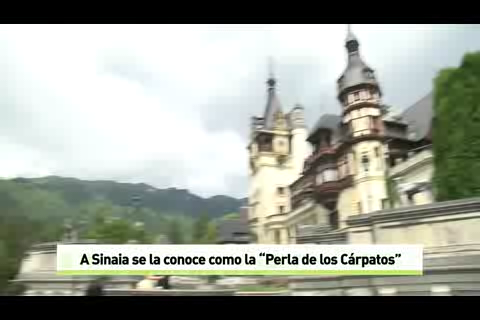 A Sinaia se la conoce como la “Perla de los Cárpatos”